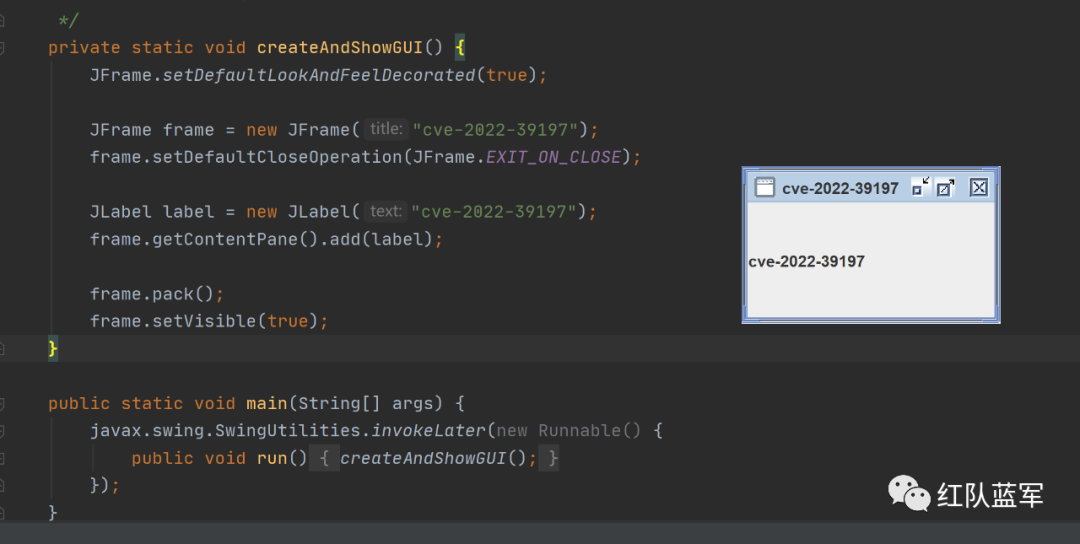 */
private static void createAndShowGUI() {
JFrame.setDefaultLookAndFeelDecorated(true);
JFrame frame = new JFrame( title: "cve-2022-39197");
frame.setDefaultCloseOperation(JFrame.EXIT_ON_CLOSE);
JLabel label = new JLabel( text: "cve-2022-39197");
frame.getContentPane().add(label);
frame.pack();
frame.setVisible(true);
}
public static void main(String[] args) {
javax.swing.SwingUtilities.invokeLater(new Runnable() {
public void run() { createAndShowGUI(); }
});
}
cve-2022-39197
cve-2022-39197
红队蓝军